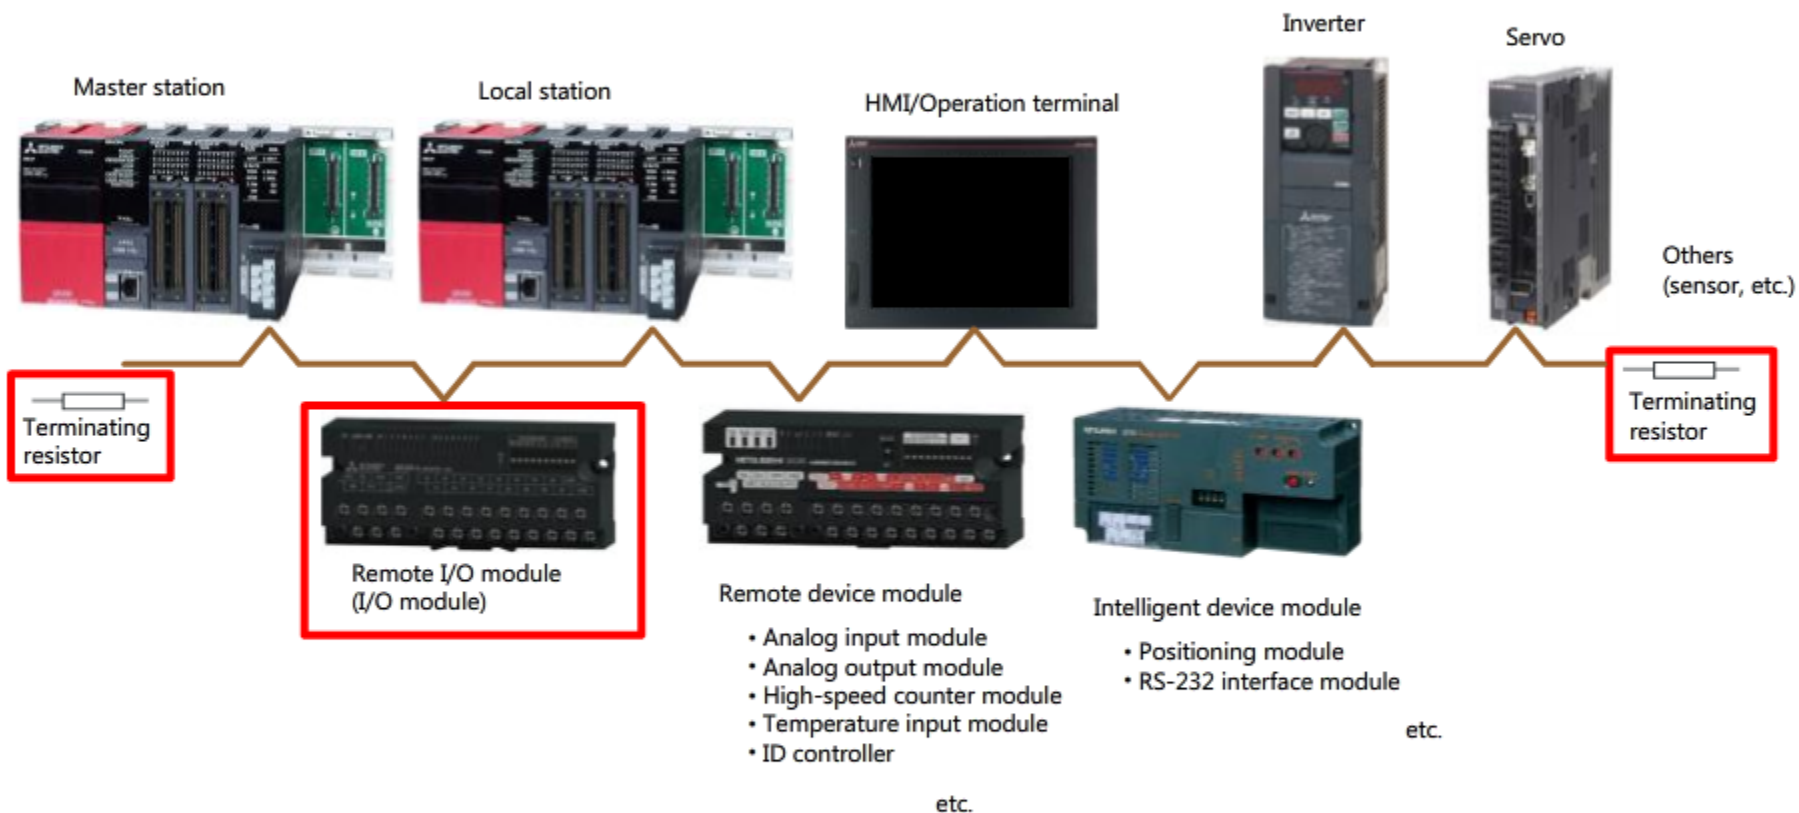 Inverter
Servo
Master station
Local station
HMI/Operation terminal
Others
(sensor, etc.)
Terminating
resistor
Terminating
resistor
Remote I/O module
(I/O module)
Remote device module
• Analog input module
• Analog output module
• High-speed counter module
• Temperature input module
• ID controller
etc.
Intelligent device module
• Positioning module
• RS-232 interface module
etc.